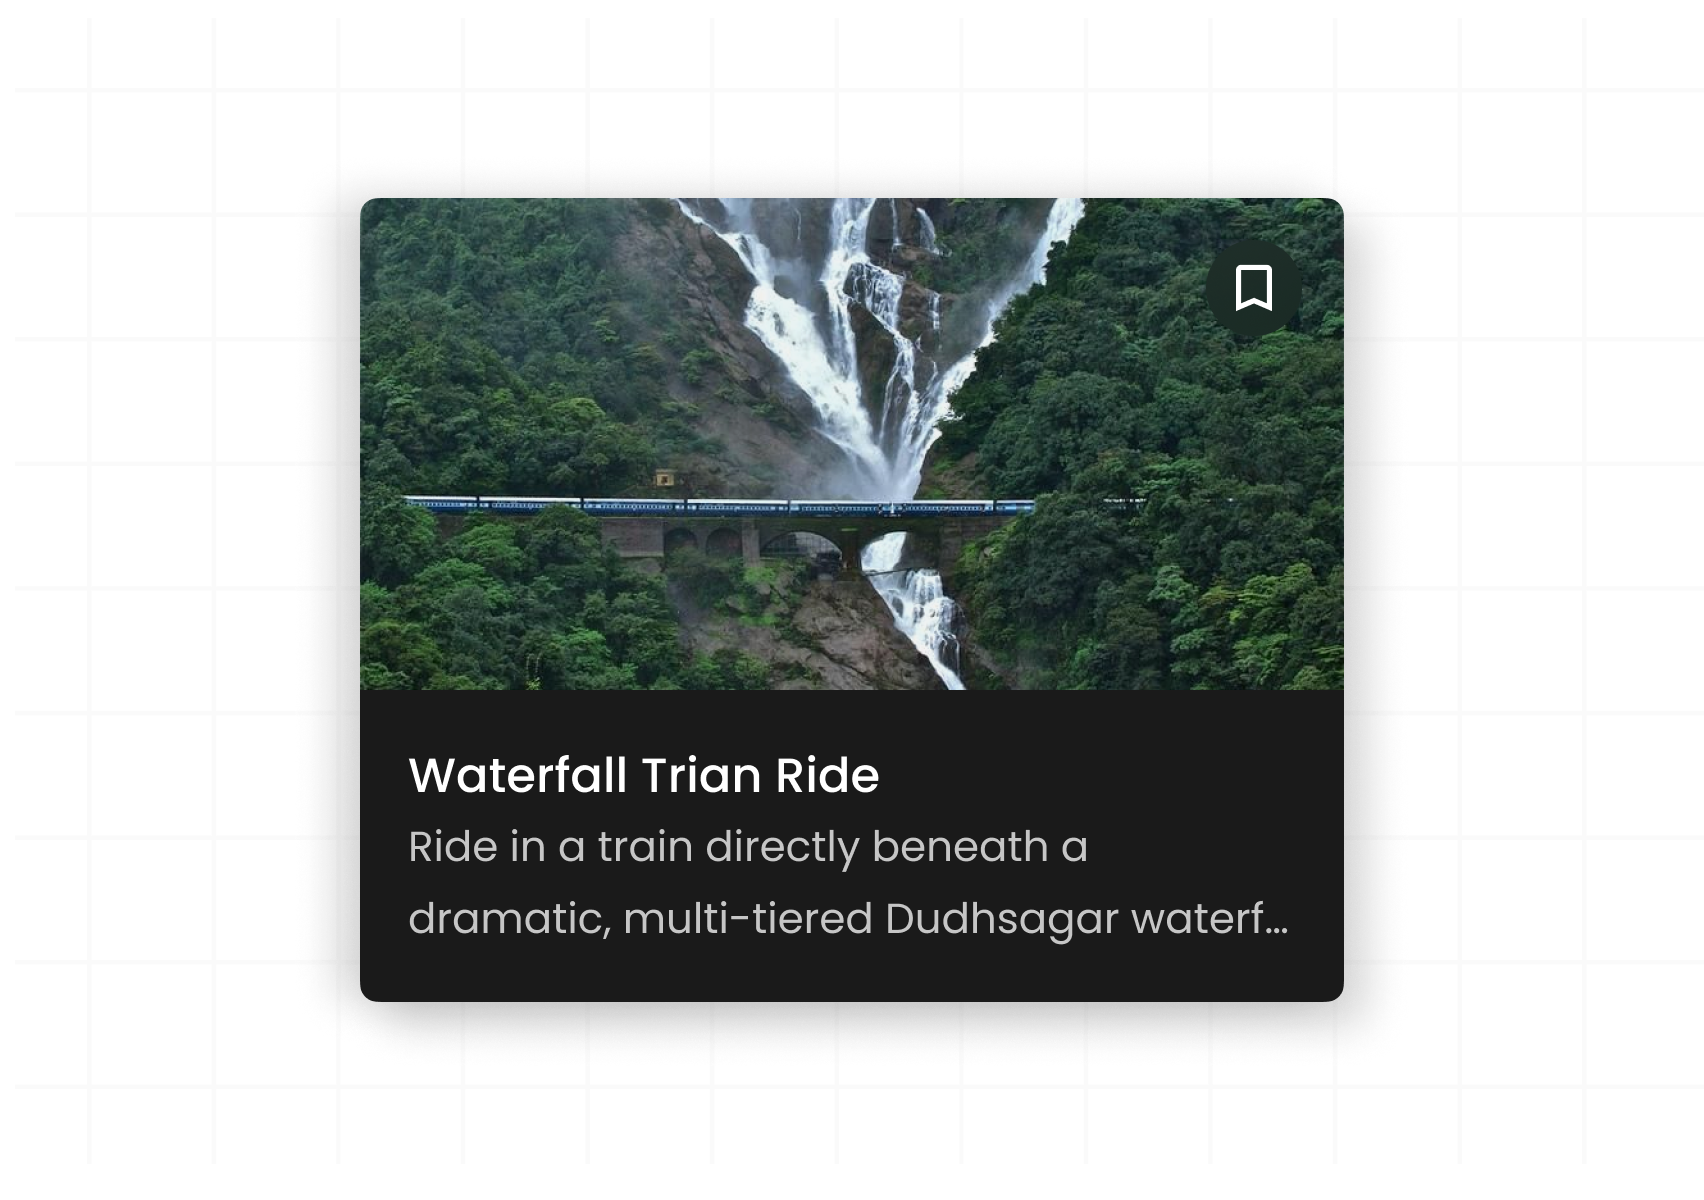 Waterfall Trian Ride
Ride in a train directly beneath a
dramatic, multi-tiered Dudhsagar waterf...